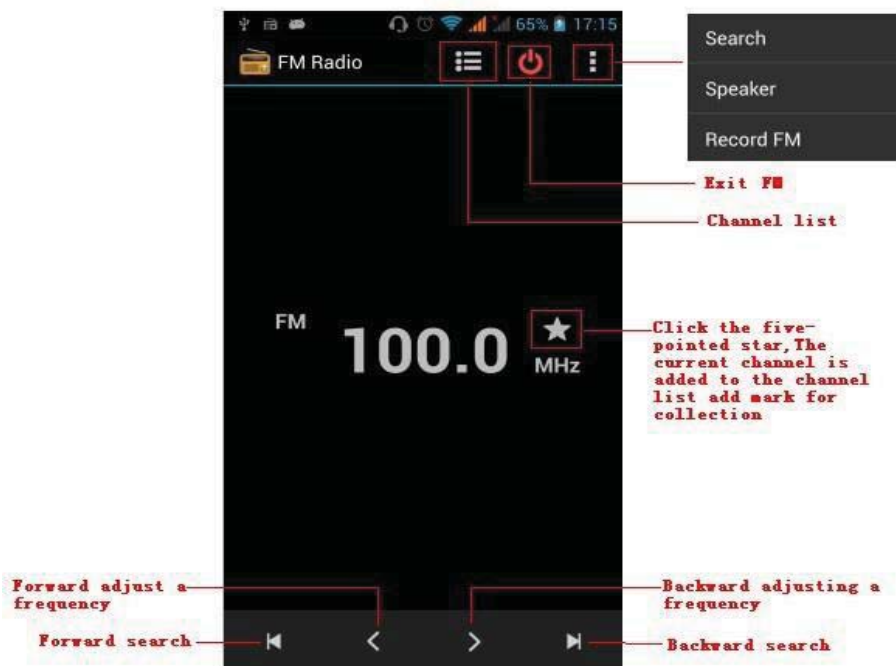 65% 17:15
FM Radio
Search
Speaker
Record FM
Exit FM
Channel list
FM
100.0
MHz
Click the five-
pointed star,The
current channel is
added to the channel
list add mark for
collection
Forward adjust a
frequency
Backward adjusting a
frequency
Forward search
Backward search